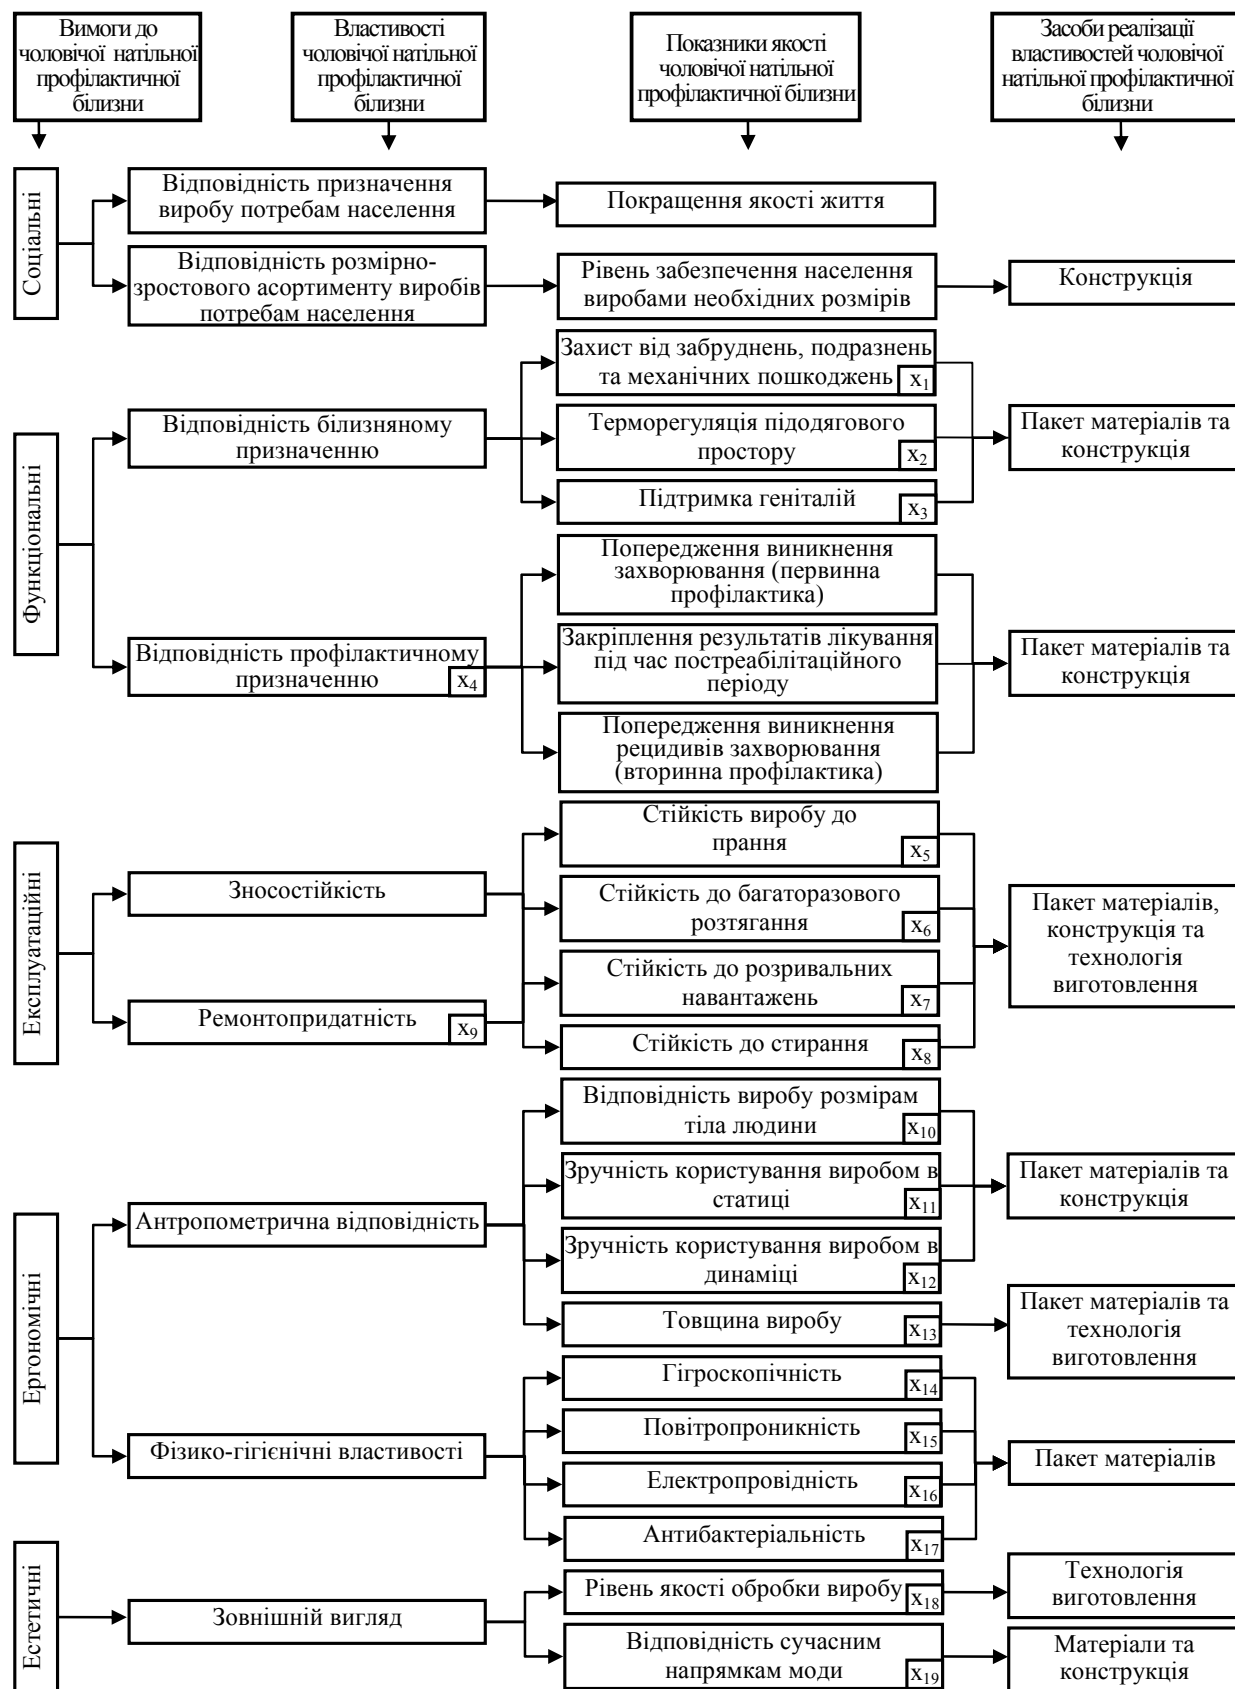 Вимоги до
чоловічої натільної
профілактичної
білизни
Властивості
чоловічої натільної
профілактичної
білизни
Показники якості
чоловічої натільної
профілактичної білизни
Засоби реалізації
властивостей чоловічої
натільної профілактичної
білизни
Соціальні
Відповідність призначення
виробу потребам населення
Покращення якості життя
Відповідність розмірно-
зростового асортименту виробів
потребам населення
Рівень забезпечення населення
виробами необхідних розмірів
Конструкція
Функціональні
Відповідність білизняному
призначенню
Захист від забруднень, подразнень
та механічних пошкоджень x₁
Терморегуляція підодягового
простору x₂
Підтримка геніталій x₃
Пакет матеріалів та
конструкція
Відповідність профілактичному
призначенню x₄
Попередження виникнення
захворювання (первинна
профілактика)
Закріплення результатів лікування
під час постреабілітаційного
періоду
Попередження виникнення
рецидивів захворювання
(вторинна профілактика)
Пакет матеріалів та
конструкція
Експлуатаційні
Зносостійкість
Ремонтопридатність x₉
Стійкість виробу до
прання x₅
Стійкість до багаторазового
розтягання x₆
Стійкість до розривальних
навантажень x₇
Стійкість до стирання x₈
Пакет матеріалів,
конструкція та
технологія
виготовлення
Ергономічні
Антропометрична відповідність
Відповідність виробу розмірам
тіла людини x₁₀
Зручність користування виробом в
статиці x₁₁
Зручність користування виробом в
динаміці x₁₂
Пакет матеріалів та
конструкція
Товщина виробу x₁₃
Пакет матеріалів та
технологія
виготовлення
Фізико-гігієнічні властивості
Гігроскопічність x₁₄
Повітропроникність x₁₅
Електропровідність x₁₆
Антибактеріальність x₁₇
Пакет матеріалів
Естетичні
Зовнішній вигляд
Рівень якості обробки виробу x₁₈
Технологія
виготовлення
Відповідність сучасним
напрямкам моди x₁₉
Матеріали та
конструкція